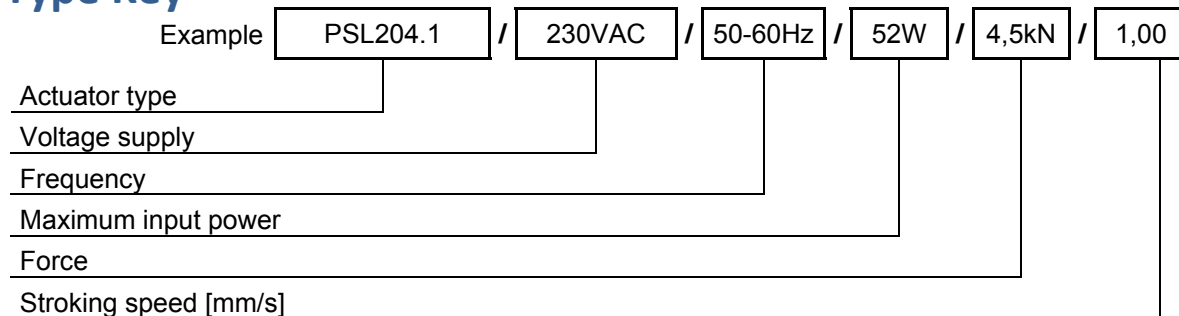 Type Key
Example PSL204.1 / 230VAC / 50-60Hz / 52W / 4,5kN / 1,00
Actuator type
Voltage supply
Frequency
Maximum input power
Force
Stroking speed [mm/s]